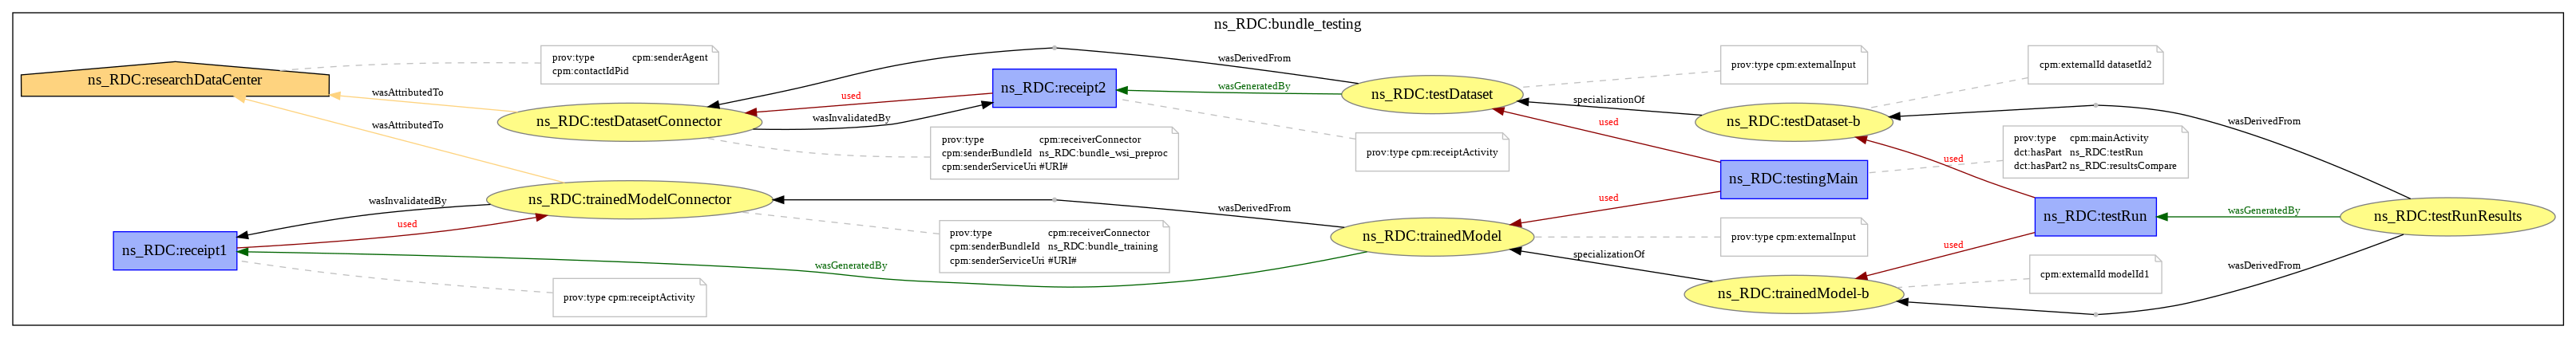 ns_RDC:bundle_testing
ns_RDC:researchDataCenter
prov:type cpm:senderAgent
cpm:contactIdPid
wasAttributedTo
wasAttributedTo
ns_RDC:testDatasetConnector
used
wasInvalidatedBy
ns_RDC:receipt2
wasDerivedFrom
wasGeneratedBy
ns_RDC:testDataset
prov:type cpm:externalInput
cpm:externalId datasetId2
specializationOf
used
ns_RDC:testDataset-b
wasDerivedFrom
prov:type cpm:receiverConnector
cpm:senderBundleId ns_RDC:bundle_wsi_preproc
cpm:senderServiceUri #URI#
prov:type cpm:receiptActivity
ns_RDC:testingMain
used
prov:type cpm:mainActivity
dct:hasPart ns_RDC:testRun
dct:hasPart2 ns_RDC:resultsCompare
ns_RDC:trainedModelConnector
wasInvalidatedBy
used
ns_RDC:receipt1
wasDerivedFrom
used
ns_RDC:testRun
wasGeneratedBy
ns_RDC:testRunResults
prov:type cpm:receiverConnector
cpm:senderBundleId ns_RDC:bundle_training
cpm:senderServiceUri #URI#
ns_RDC:trainedModel
prov:type cpm:externalInput
used
wasGeneratedBy
specializationOf
wasDerivedFrom
prov:type cpm:receiptActivity
ns_RDC:trainedModel-b
cpm:externalId modelId1